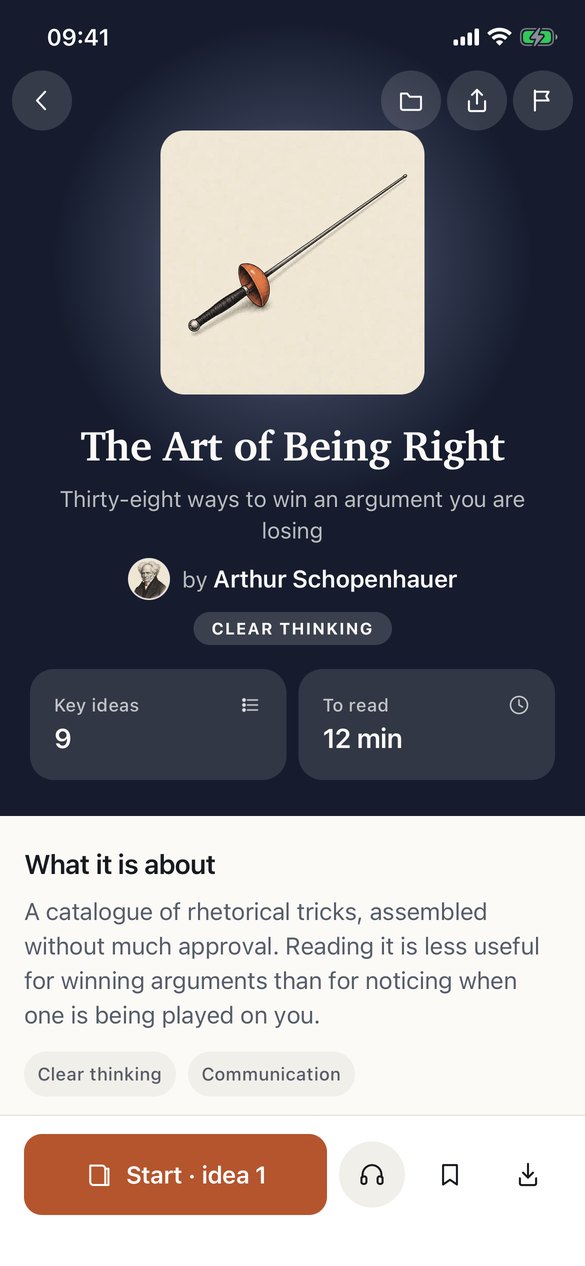 09:41
The Art of Being Right
Thirty-eight ways to win an argument you are
losing
by Arthur Schopenhauer
CLEAR THINKING
Key ideas
9
To read
12 min
What it is about
A catalogue of rhetorical tricks, assembled
without much approval. Reading it is less useful
for winning arguments than for noticing when
one is being played on you.
Clear thinking
Communication
Start · idea 1